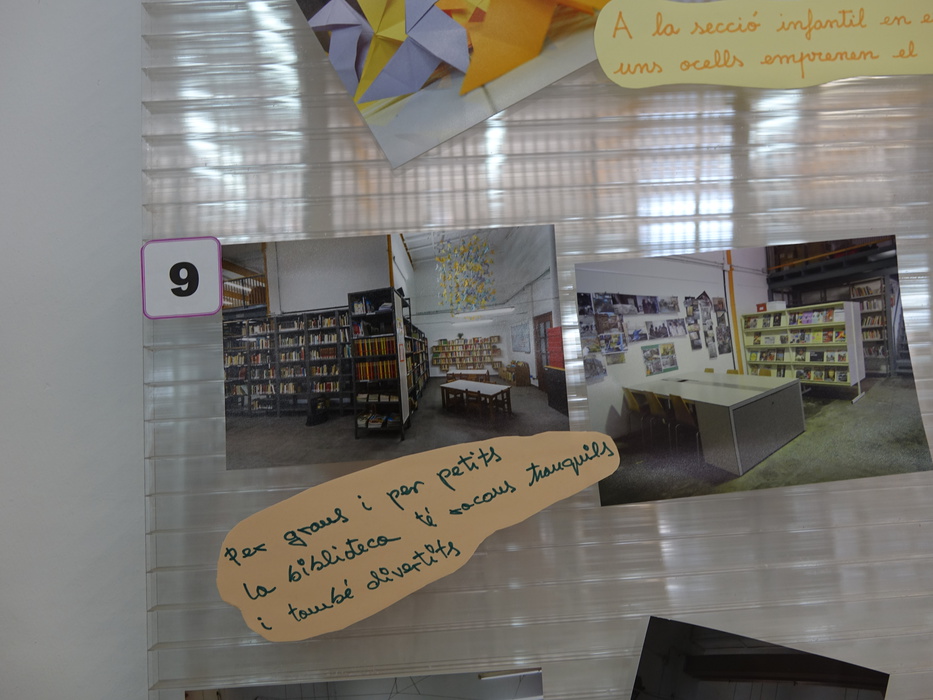 A la secció infantil en
uns ocells emprenen el
9
Per grans i per petits
la biblioteca té racons tranquils
i també divertits